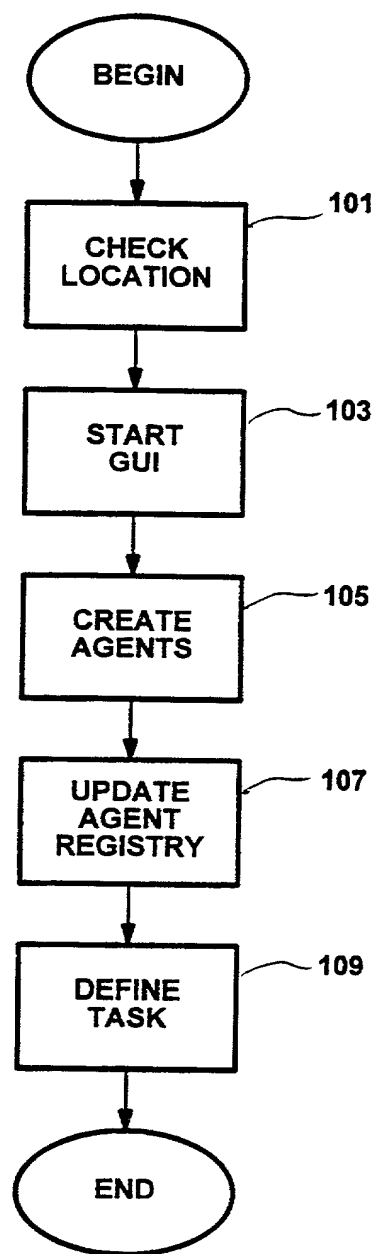 BEGIN
101
CHECK
LOCATION
103
START
GUI
105
CREATE
AGENTS
107
UPDATE
AGENT
REGISTRY
109
DEFINE
TASK
END